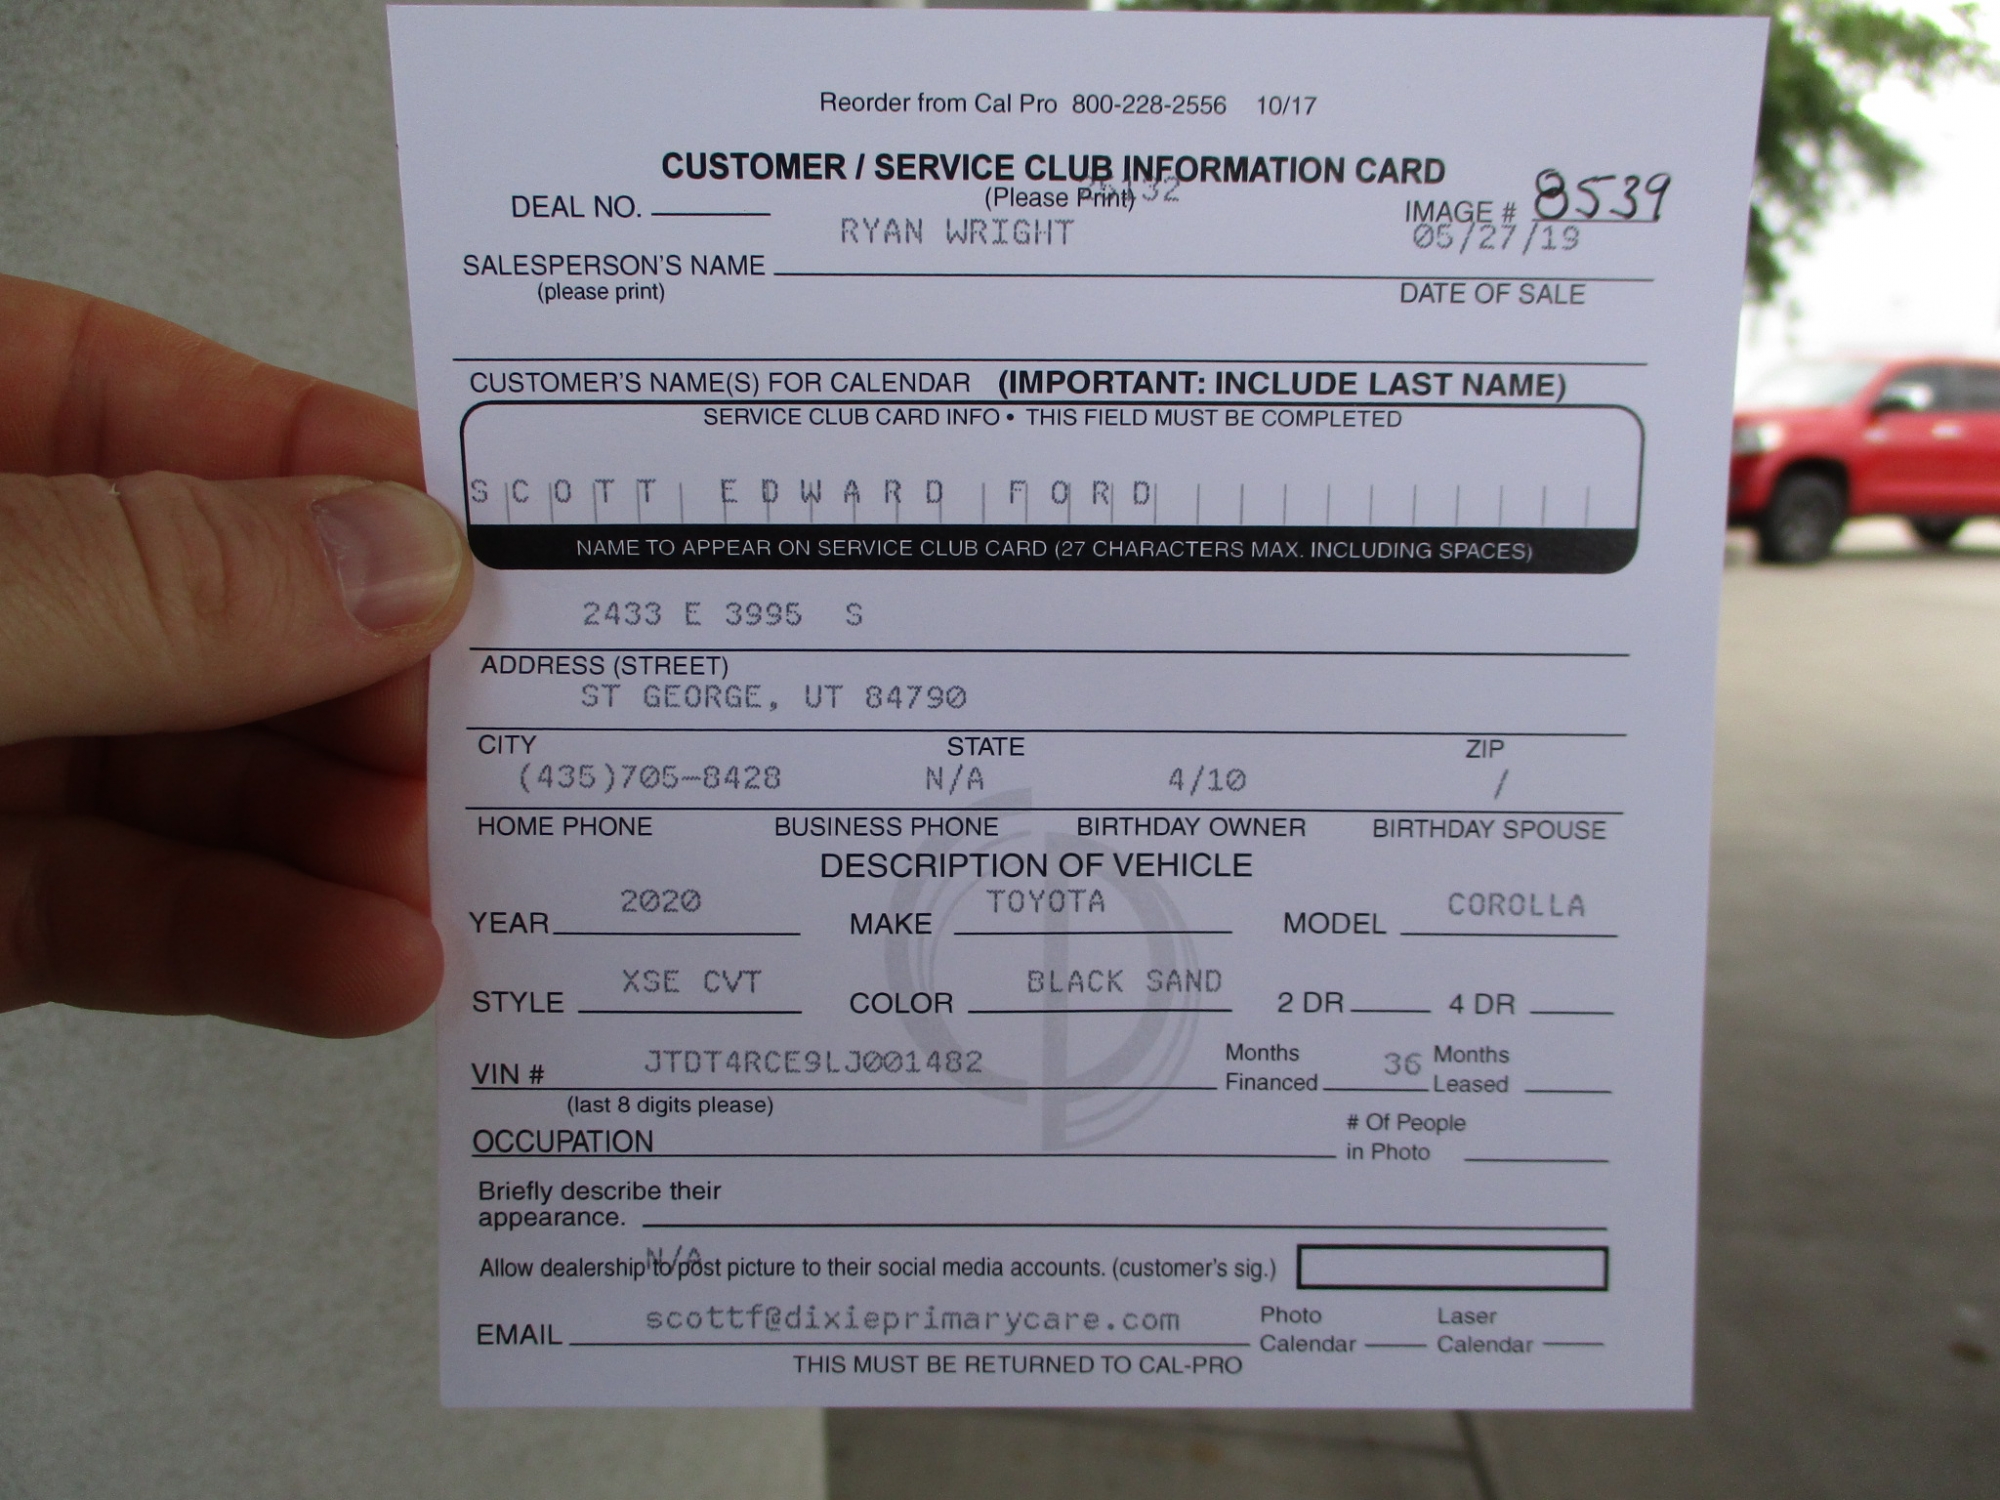 Reorder from Cal Pro 800-228-2556 10/17
CUSTOMER / SERVICE CLUB INFORMATION CARD
(Please Print)
DEAL NO.
IMAGE # 8539
RYAN WRIGHT 05/27/19
SALESPERSON'S NAME
(please print) DATE OF SALE
CUSTOMER'S NAME(S) FOR CALENDAR (IMPORTANT: INCLUDE LAST NAME)
SERVICE CLUB CARD INFO • THIS FIELD MUST BE COMPLETED
SCOTT EDWARD FORD
NAME TO APPEAR ON SERVICE CLUB CARD (27 CHARACTERS MAX. INCLUDING SPACES)
2433 E 3995 S
ADDRESS (STREET)
ST GEORGE, UT 84790
CITY STATE ZIP
(435)705-8428 N/A 4/10 /
HOME PHONE BUSINESS PHONE BIRTHDAY OWNER BIRTHDAY SPOUSE
DESCRIPTION OF VEHICLE
YEAR 2020 MAKE TOYOTA MODEL COROLLA
STYLE XSE CVT COLOR BLACK SAND 2 DR 4 DR
VIN # JTDT4RCE9LJ001482 Months Financed 36 Months Leased
(last 8 digits please)
OCCUPATION # Of People in Photo
Briefly describe their
appearance.
N/A
Allow dealership to post picture to their social media accounts. (customer's sig.)
EMAIL scottf@dixieprimarycare.com Photo Calendar Laser Calendar
THIS MUST BE RETURNED TO CAL-PRO